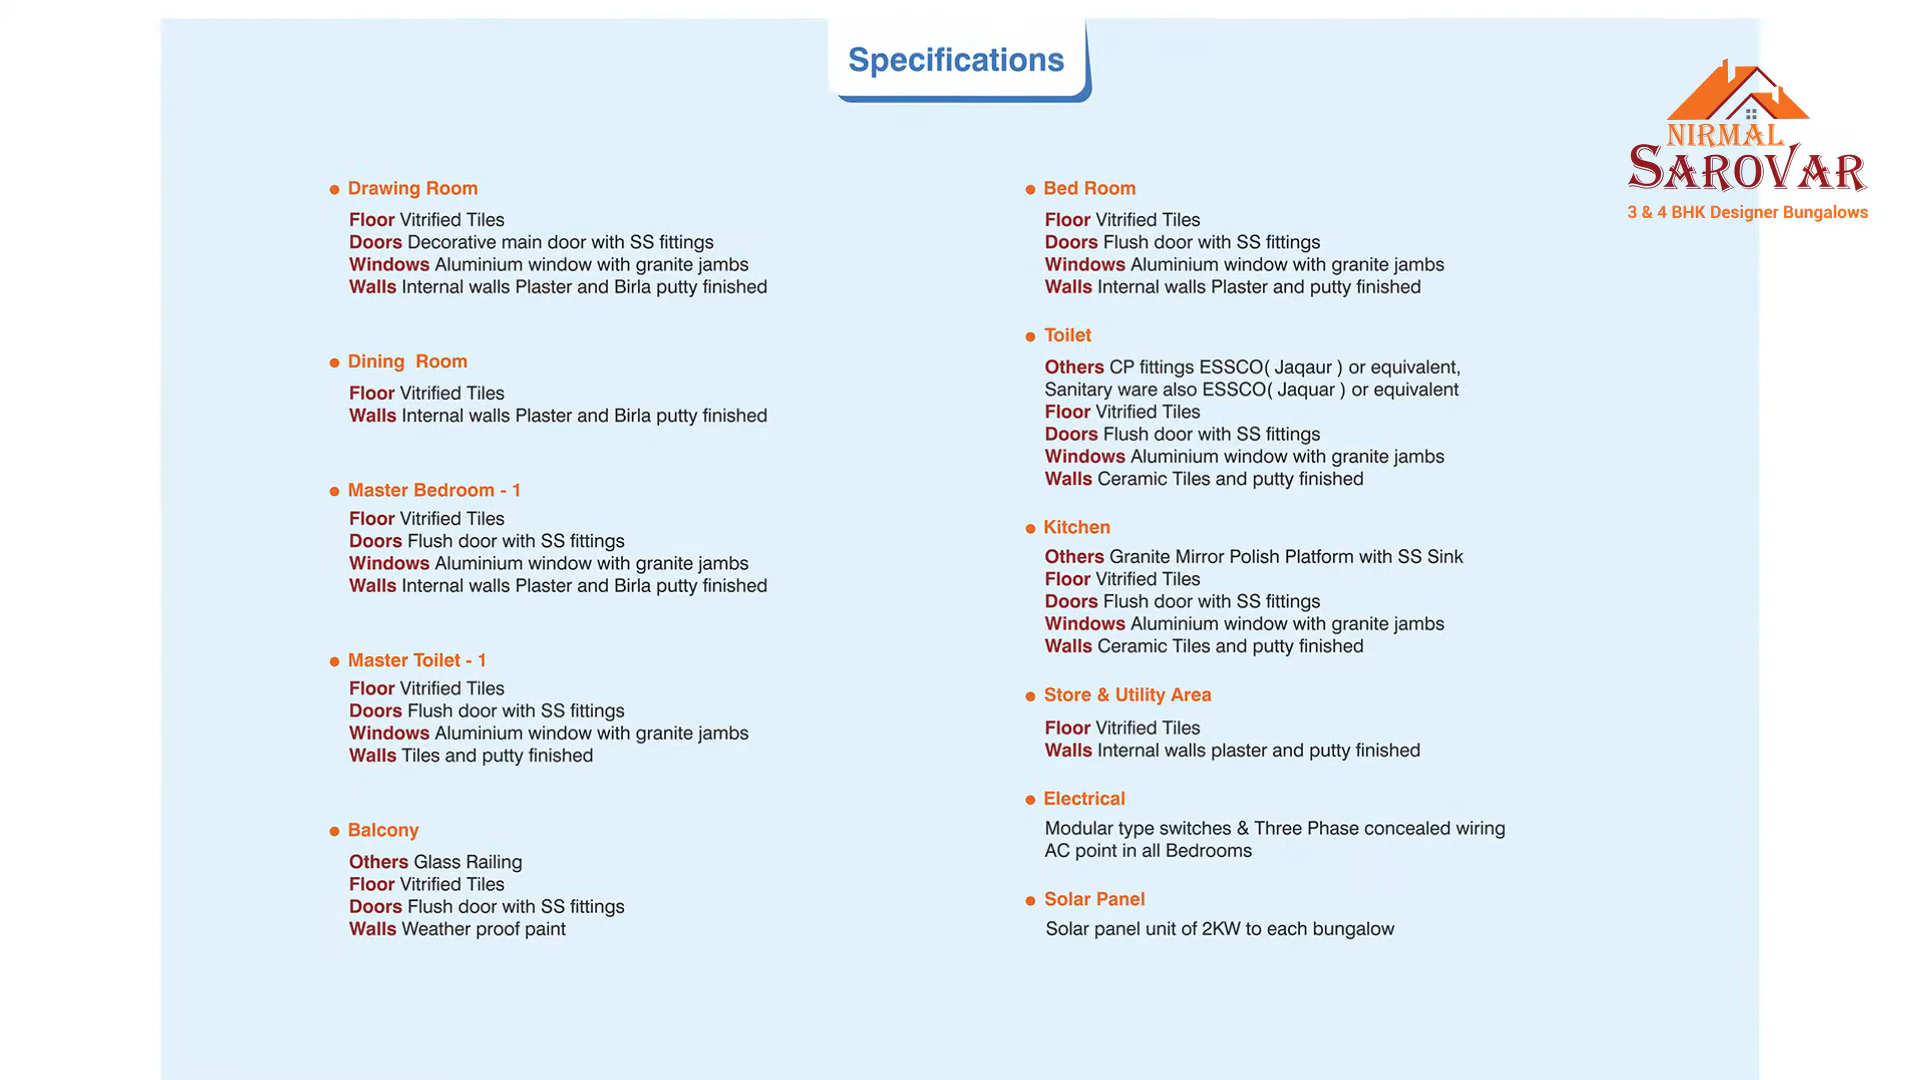 Specifications
NIRMAL
SAROVAR
3 & 4 BHK Designer Bungalows
Drawing Room
Floor Vitrified Tiles
Doors Decorative main door with SS fittings
Windows Aluminium window with granite jambs
Walls Internal walls Plaster and Birla putty finished
Dining Room
Floor Vitrified Tiles
Walls Internal walls Plaster and Birla putty finished
Master Bedroom - 1
Floor Vitrified Tiles
Doors Flush door with SS fittings
Windows Aluminium window with granite jambs
Walls Internal walls Plaster and Birla putty finished
Master Toilet - 1
Floor Vitrified Tiles
Doors Flush door with SS fittings
Windows Aluminium window with granite jambs
Walls Tiles and putty finished
Balcony
Others Glass Railing
Floor Vitrified Tiles
Doors Flush door with SS fittings
Walls Weather proof paint
Bed Room
Floor Vitrified Tiles
Doors Flush door with SS fittings
Windows Aluminium window with granite jambs
Walls Internal walls Plaster and putty finished
Toilet
Others CP fittings ESSCO( Jaqaur ) or equivalent,
Sanitary ware also ESSCO( Jaquar ) or equivalent
Floor Vitrified Tiles
Doors Flush door with SS fittings
Windows Aluminium window with granite jambs
Walls Ceramic Tiles and putty finished
Kitchen
Others Granite Mirror Polish Platform with SS Sink
Floor Vitrified Tiles
Doors Flush door with SS fittings
Windows Aluminium window with granite jambs
Walls Ceramic Tiles and putty finished
Store & Utility Area
Floor Vitrified Tiles
Walls Internal walls plaster and putty finished
Electrical
Modular type switches & Three Phase concealed wiring
AC point in all Bedrooms
Solar Panel
Solar panel unit of 2KW to each bungalow